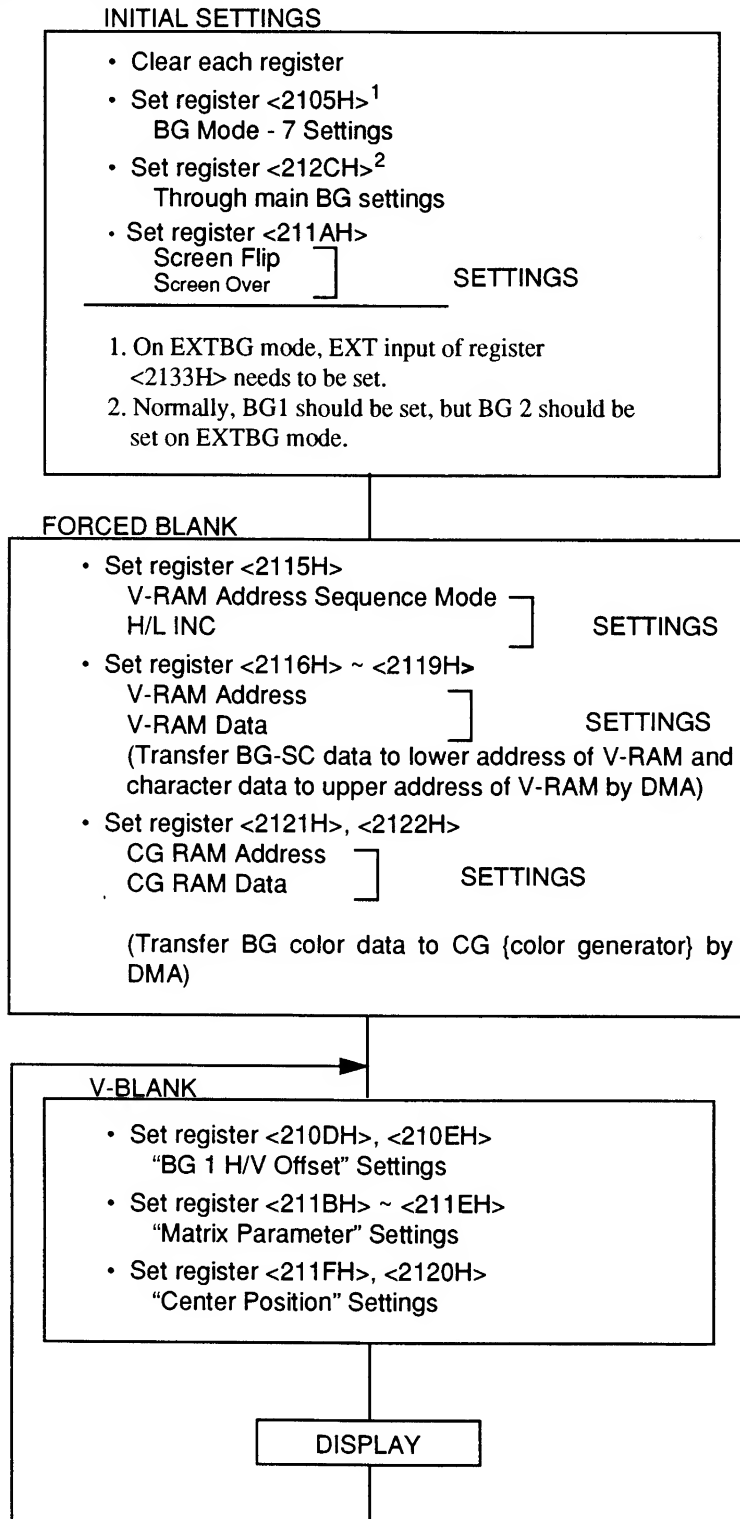 INITIAL SETTINGS
• Clear each register
• Set register <2105H>1
BG Mode - 7 Settings
• Set register <212CH>2
Through main BG settings
• Set register <211AH>
Screen Flip
Screen Over
SETTINGS
1. On EXTBG mode, EXT input of register
<2133H> needs to be set.
2. Normally, BG1 should be set, but BG 2 should be
set on EXTBG mode.
FORCED BLANK
• Set register <2115H>
V-RAM Address Sequence Mode
H/L INC
SETTINGS
• Set register <2116H> ~ <2119H>
V-RAM Address
V-RAM Data
SETTINGS
(Transfer BG-SC data to lower address of V-RAM and
character data to upper address of V-RAM by DMA)
• Set register <2121H>, <2122H>
CG RAM Address
CG RAM Data
SETTINGS
(Transfer BG color data to CG {color generator} by
DMA)
V-BLANK
• Set register <210DH>, <210EH>
“BG 1 H/V Offset” Settings
• Set register <211BH> ~ <211EH>
“Matrix Parameter” Settings
• Set register <211FH>, <2120H>
“Center Position” Settings
DISPLAY